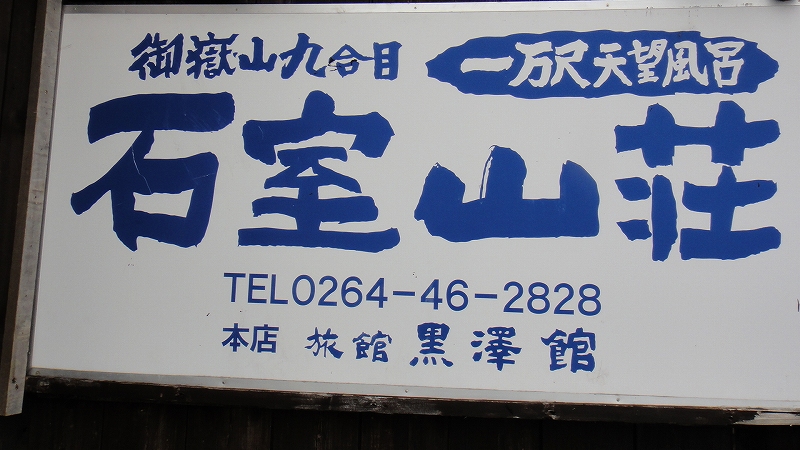 御嶽山九合目 一万尺天望風呂
石室山荘
TEL0264-46-2828
本店 旅館 黒澤館